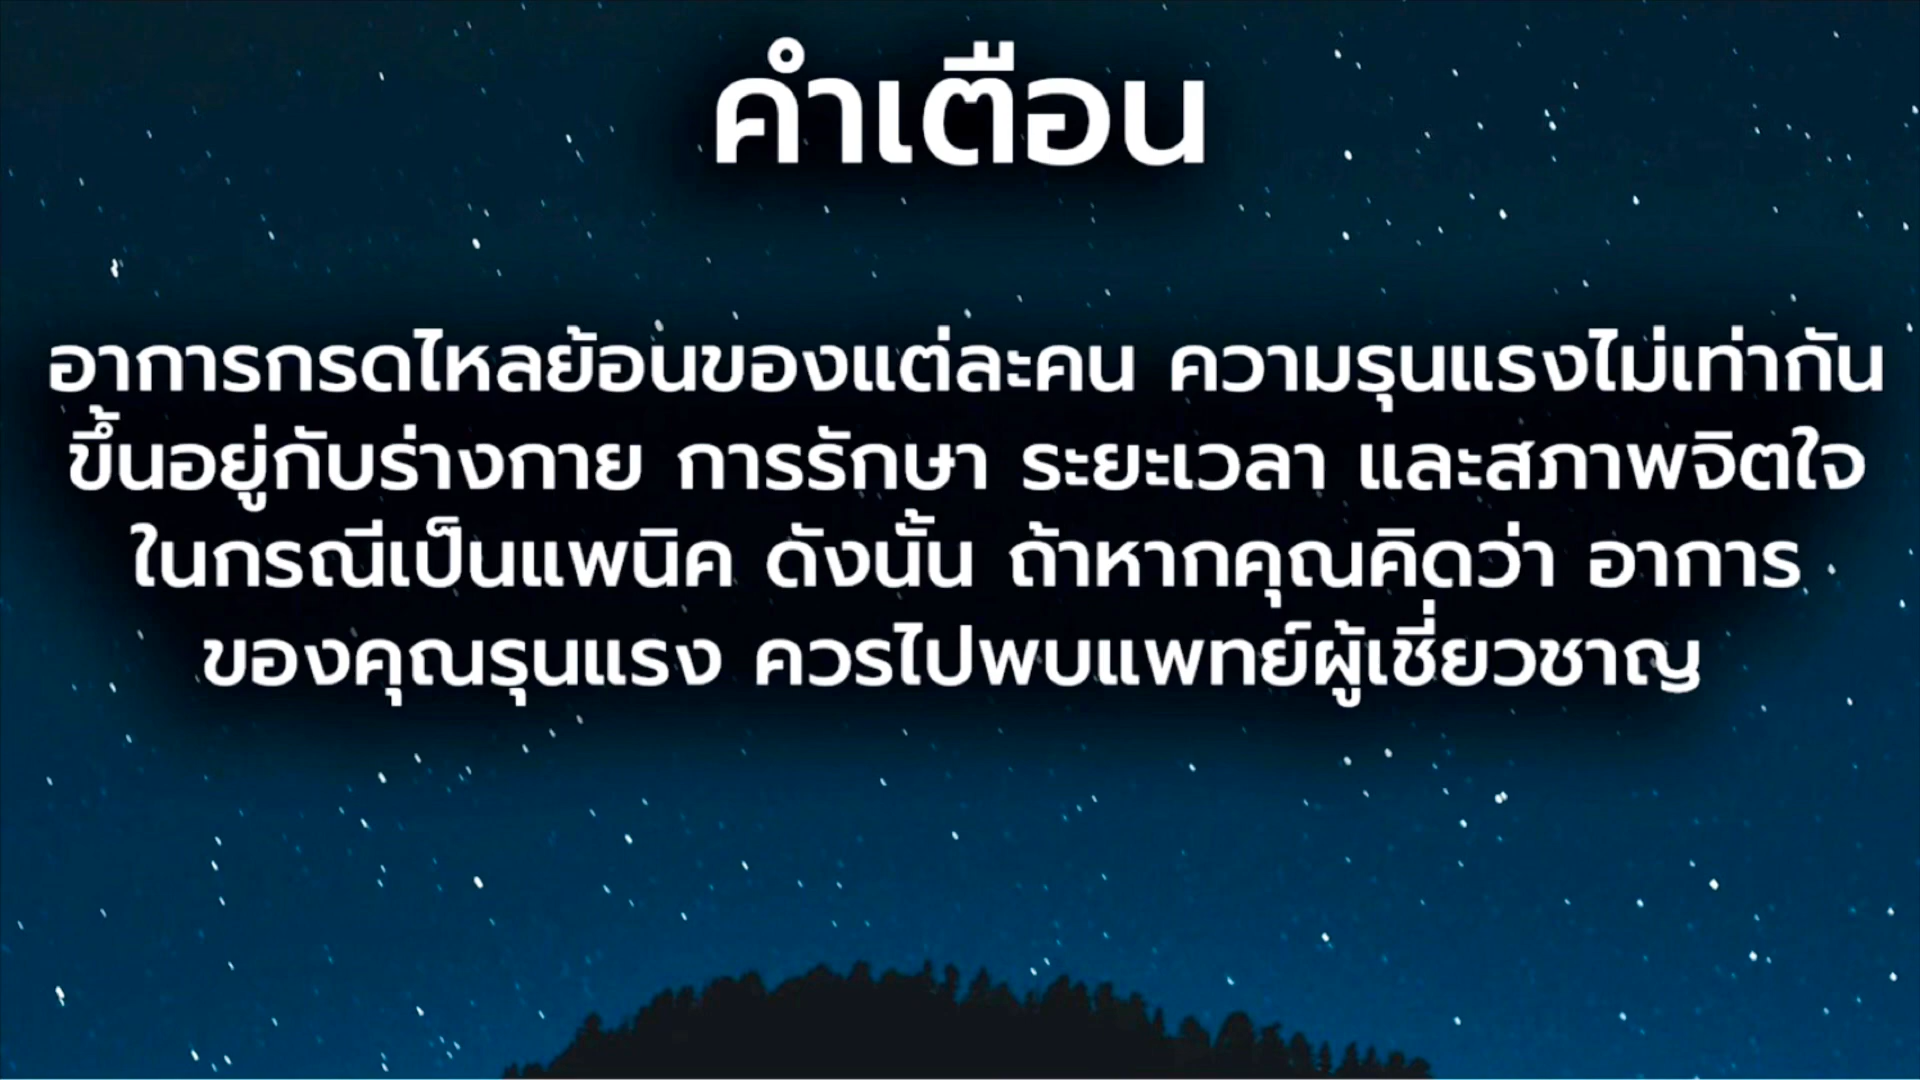 คำเตือน
อาการกรดไหลย้อนของแต่ละคน ความรุนแรงไม่เท่ากัน
ขึ้นอยู่กับร่างกาย การรักษา ระยะเวลา และสภาพจิตใจ
ในกรณีเป็นแพนิค ดังนั้น ถ้าหากคุณคิดว่า อาการ
ของคุณรุนแรง ควรไปพบแพทย์ผู้เชี่ยวชาญ